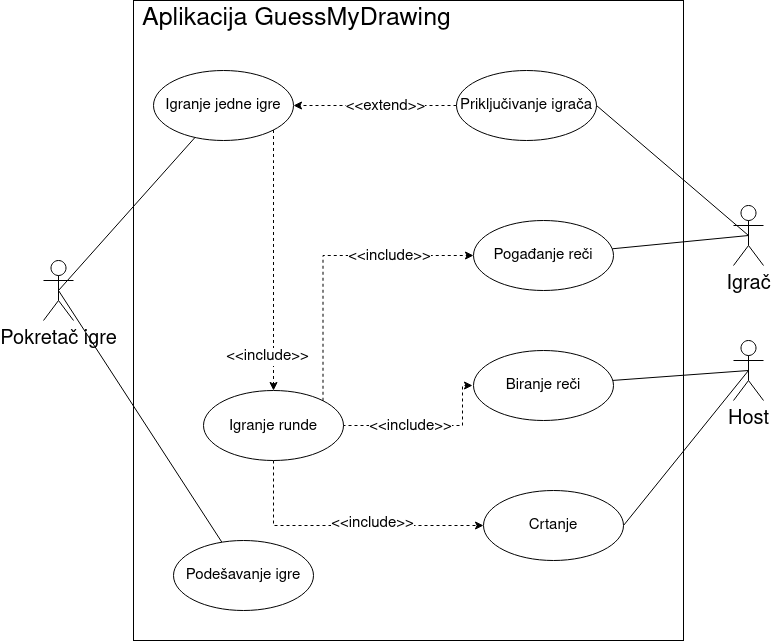 Aplikacija GuessMyDrawing
Igranje jedne igre
<<extend>>
Priključivanje igrača
<<include>>
Pogađanje reči
Igrač
Pokretač igre
<<include>>
Biranje reči
Host
Igranje runde
<<include>>
<<include>>
Crtanje
Podešavanje igre